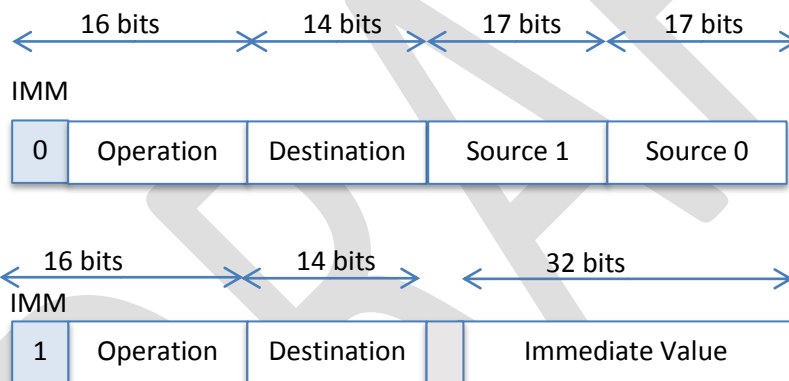 16 bits 14 bits 17 bits 17 bits
IMM
0 Operation Destination Source 1 Source 0
16 bits 14 bits 32 bits
IMM
1 Operation Destination Immediate Value